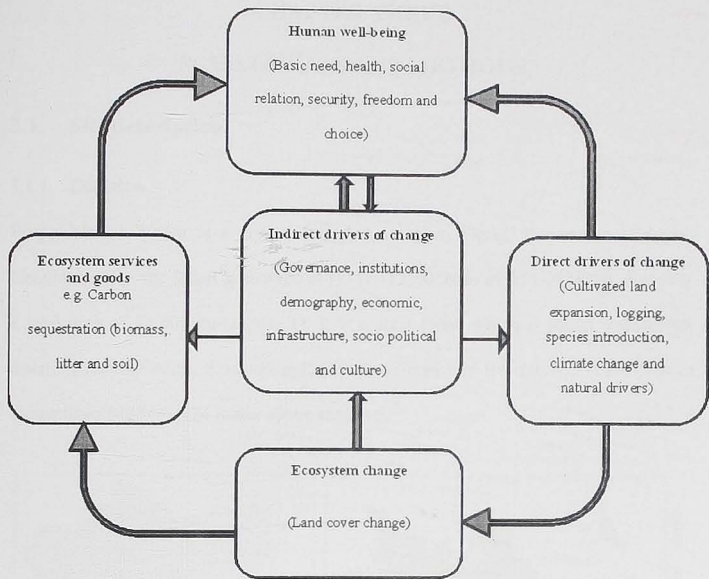 Human well-being
(Basic need, health, social
relation, security, freedom and
choice)
Indirect drivers of change
(Governance, institutions,
demography, economic,
infrastructure, socio political
and culture)
Ecosystem services
and goods
e.g. Carbon
sequestration (biomass,
litter and soil)
Direct drivers of change
(Cultivated land
expansion, logging,
species introduction,
climate change and
natural drivers)
Ecosystem change
(Land cover change)